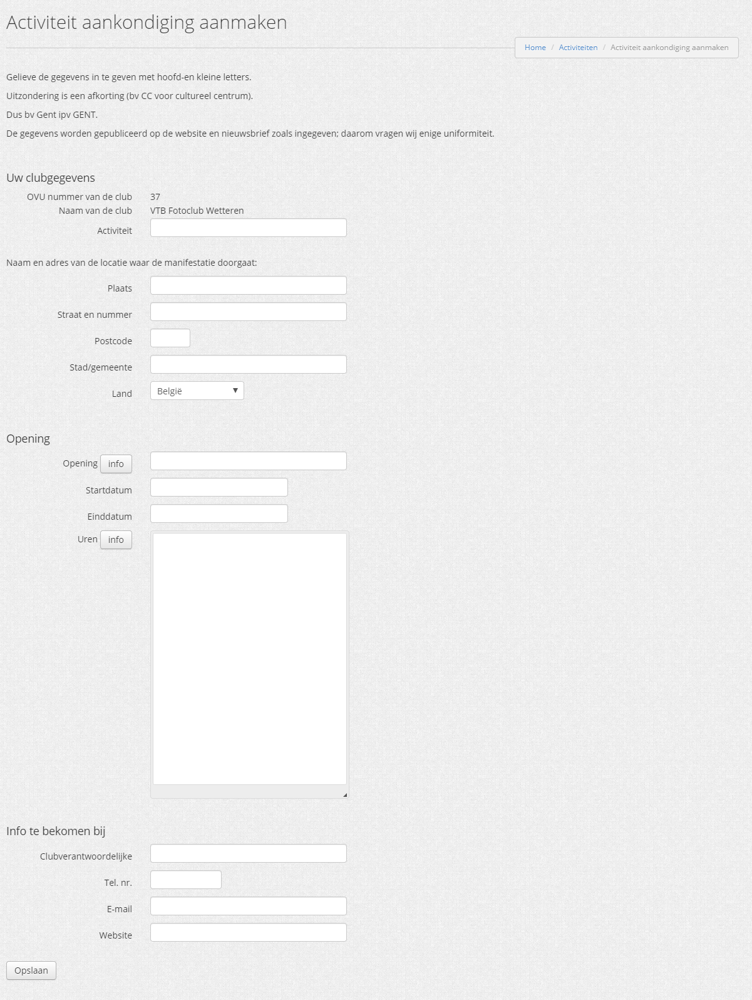 Activiteit aankondiging aanmaken
Home / Activiteiten / Activiteit aankondiging aanmaken
Gelieve de gegevens in te geven met hoofd-en kleine letters.
Uitzondering is een afkorting (bv CC voor cultureel centrum).
Dus bv Gent ipv GENT.
De gegevens worden gepubliceerd op de website en nieuwsbrief zoals ingegeven; daarom vragen wij enige uniformiteit.
Uw clubgegevens
OVU nummer van de club 37
Naam van de club VTB Fotoclub Wetteren
Activiteit
Naam en adres van de locatie waar de manifestatie doorgaat:
Plaats
Straat en nummer
Postcode
Stad/gemeente
Land België
Opening
Opening info
Startdatum
Einddatum
Uren info
Info te bekomen bij
Clubverantwoordelijke
Tel. nr.
E-mail
Website
Opslaan